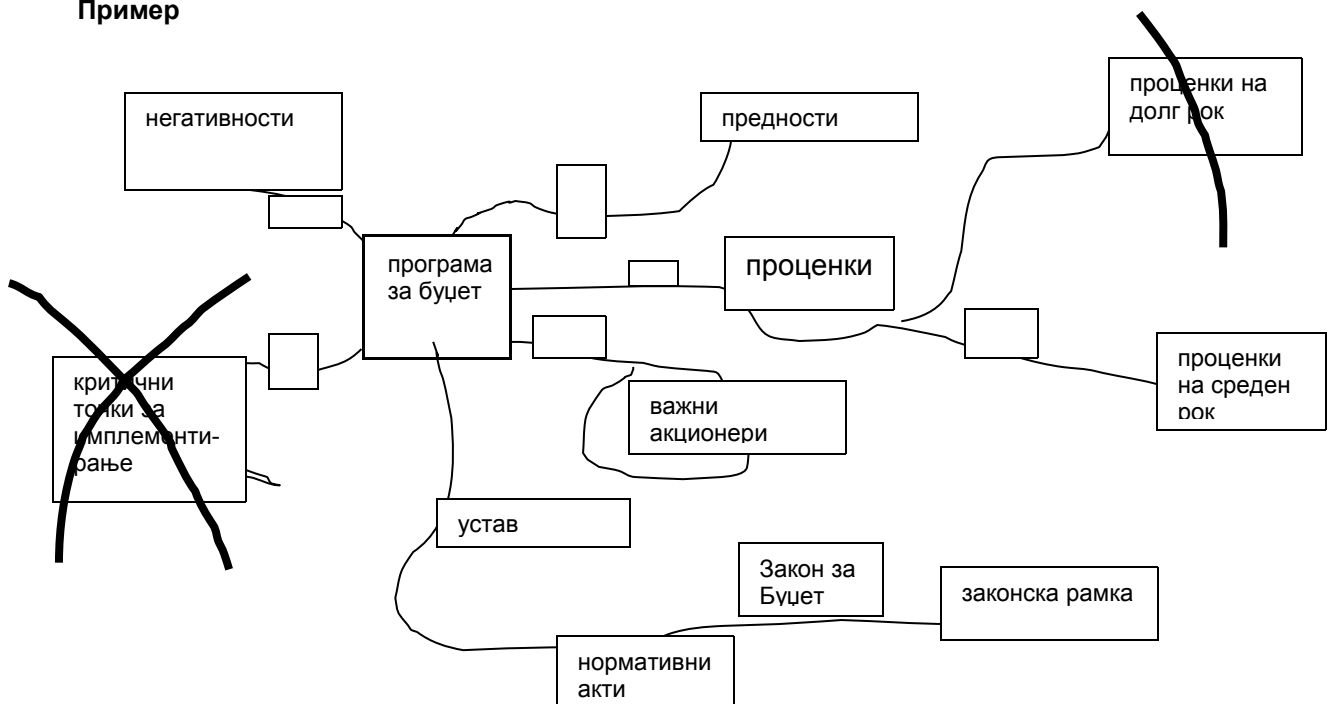 Пример
негативности
предности
проценки на
долг рок
програма
за буџет
проценки
критични
точки за
имплементи-
рање
важни
акционери
проценки
на среден
рок
устав
Закон за
Буџет
законска рамка
нормативни
акти